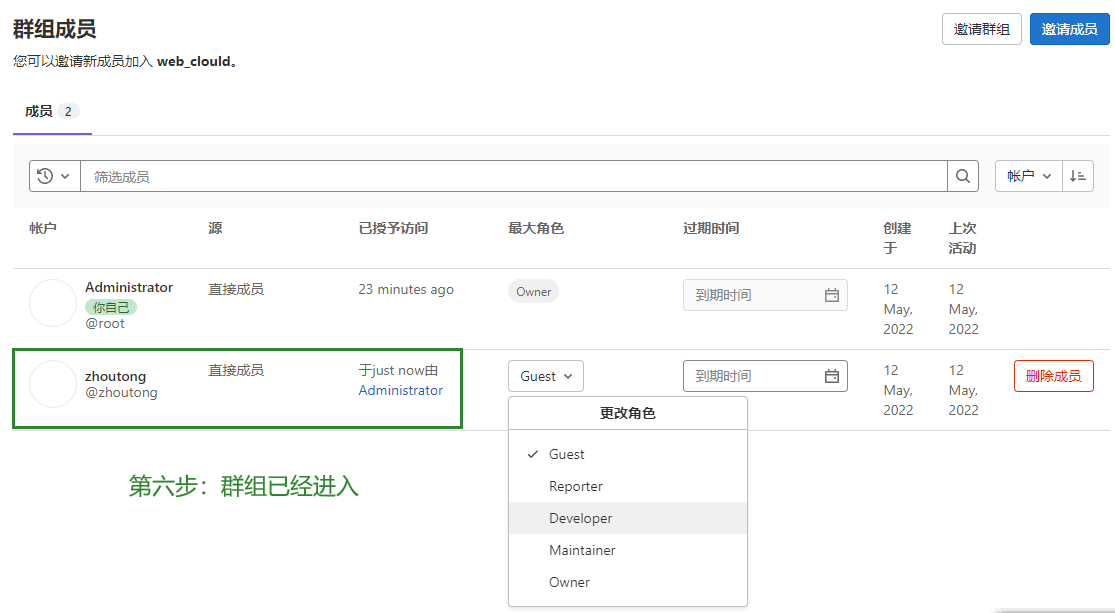 群组成员
邀请群组
邀请成员
您可以邀请新成员加入 web_clould。
成员 2
筛选成员
帐户
帐户 源 已授予访问 最大角色 过期时间 创建于 上次活动
Administrator
你自己
@root
直接成员
23 minutes ago
Owner
到期时间
12 May, 2022
12 May, 2022
zhoutong
@zhoutong
直接成员
于just now由
Administrator
Guest
到期时间
12 May, 2022
12 May, 2022
删除成员
更改角色
Guest
Reporter
Developer
Maintainer
Owner
第六步：群组已经进入